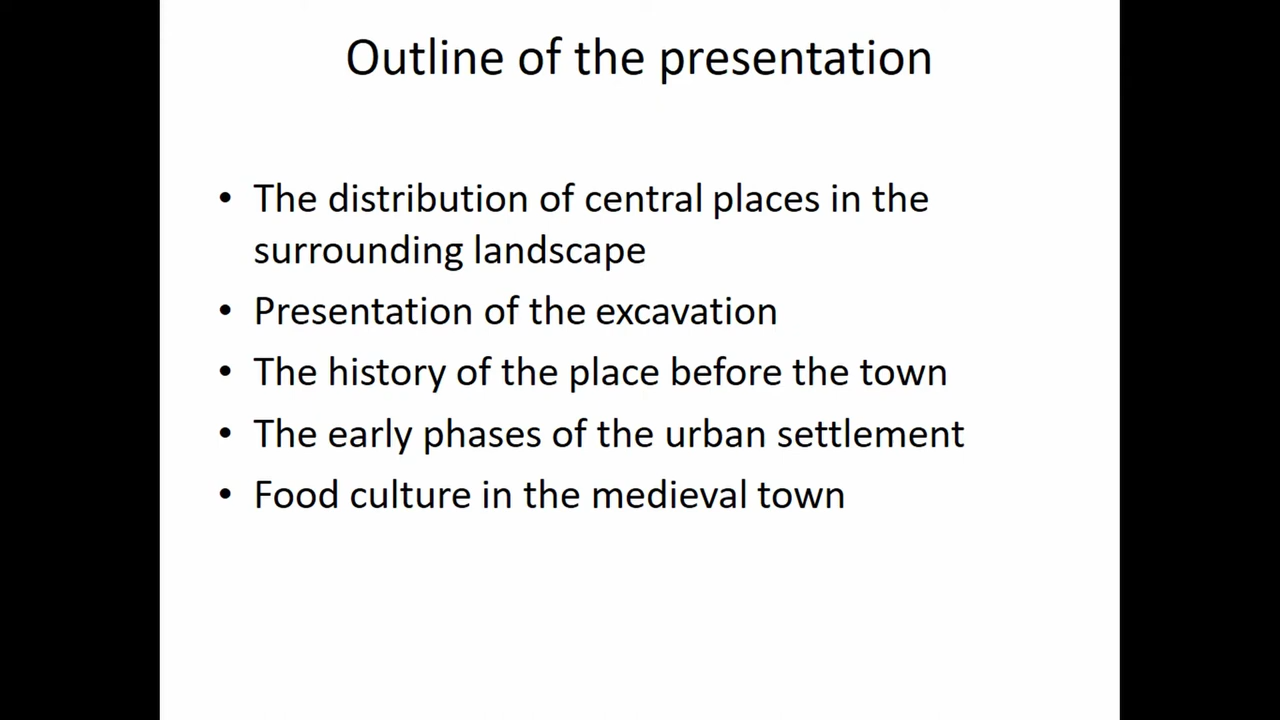 Outline of the presentation
• The distribution of central places in the
surrounding landscape
• Presentation of the excavation
• The history of the place before the town
• The early phases of the urban settlement
• Food culture in the medieval town